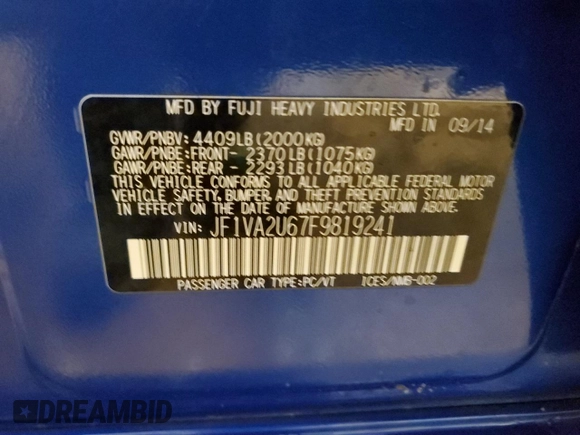 MFD BY FUJI HEAVY INDUSTRIES LTD.
MFD IN 09/14
GVWR/PNBV: 4409LB(2000KG)
GAWR/PNBE:FRONT- 2370LB(1075KG)
GAWR/PNBE:REAR - 2293LB(1040KG)
THIS VEHICLE CONFORMS TO ALL APPLICABLE FEDERAL MOTOR
VEHICLE SAFETY, BUMPER, AND THEFT PREVENTION STANDARDS
IN EFFECT ON THE DATE OF MANUFACTURE SHOWN ABOVE.
VIN: JF1VA2U67F9819241
PASSENGER CAR TYPE:PC/VT ICES/NMB-002
DREAMBID